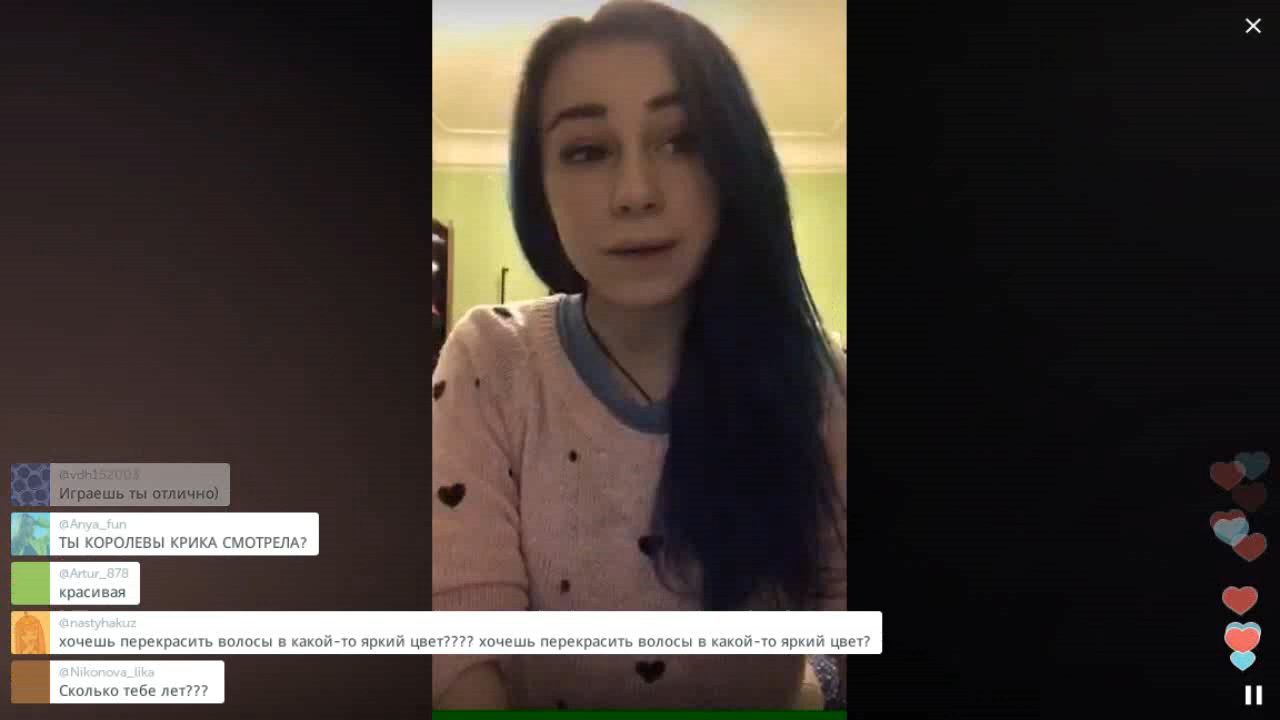 @vdh152003
Играешь ты отлично)
@Anya_fun
ТЫ КОРОЛЕВЫ КРИКА СМОТРЕЛА?
@Artur_878
красивая
@nastyhakuz
хочешь перекрасить волосы в какой-то яркий цвет???? хочешь перекрасить волосы в какой-то яркий цвет?
@Nikonova_lika
Сколько тебе лет???